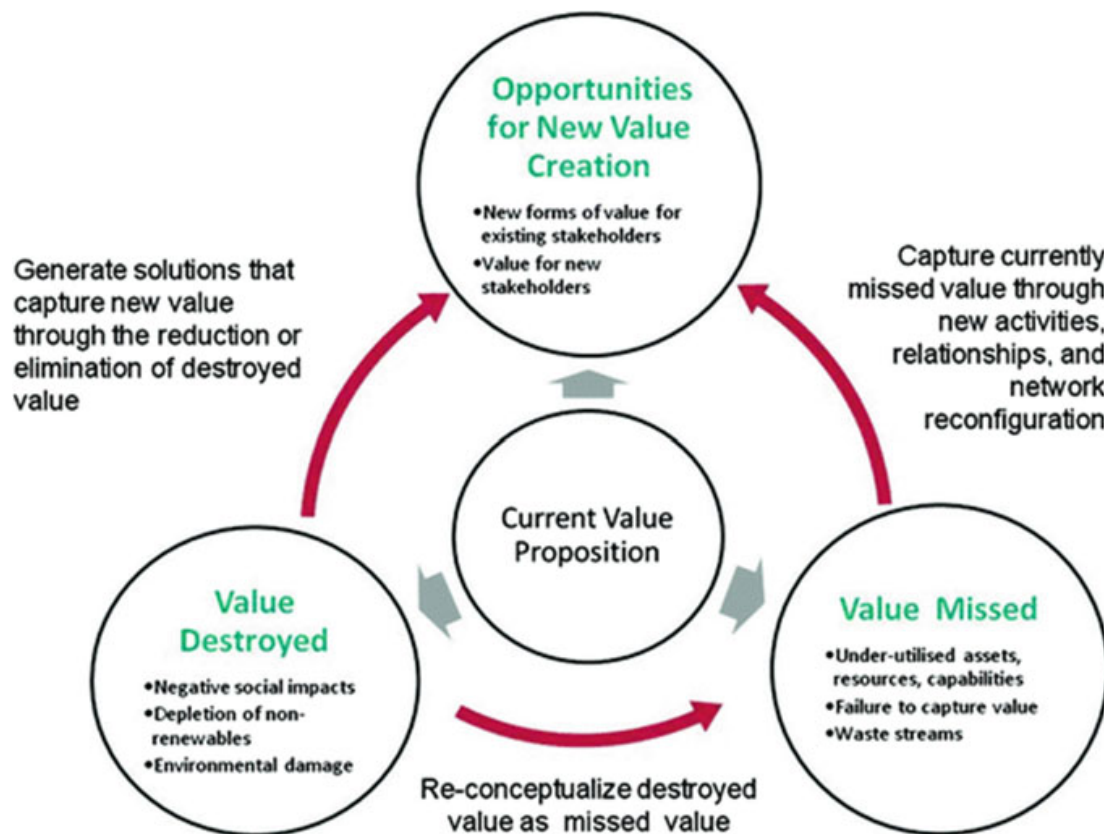 Opportunities
for New Value
Creation
•New forms of value for
existing stakeholders
•Value for new
stakeholders
Generate solutions that
capture new value
through the reduction or
elimination of destroyed
value
Capture currently
missed value through
new activities,
relationships, and
network
reconfiguration
Current Value
Proposition
Value
Destroyed
•Negative social impacts
•Depletion of non-
renewables
•Environmental damage
Value Missed
•Under-utilised assets,
resources, capabilities
•Failure to capture value
•Waste streams
Re-conceptualize destroyed
value as missed value